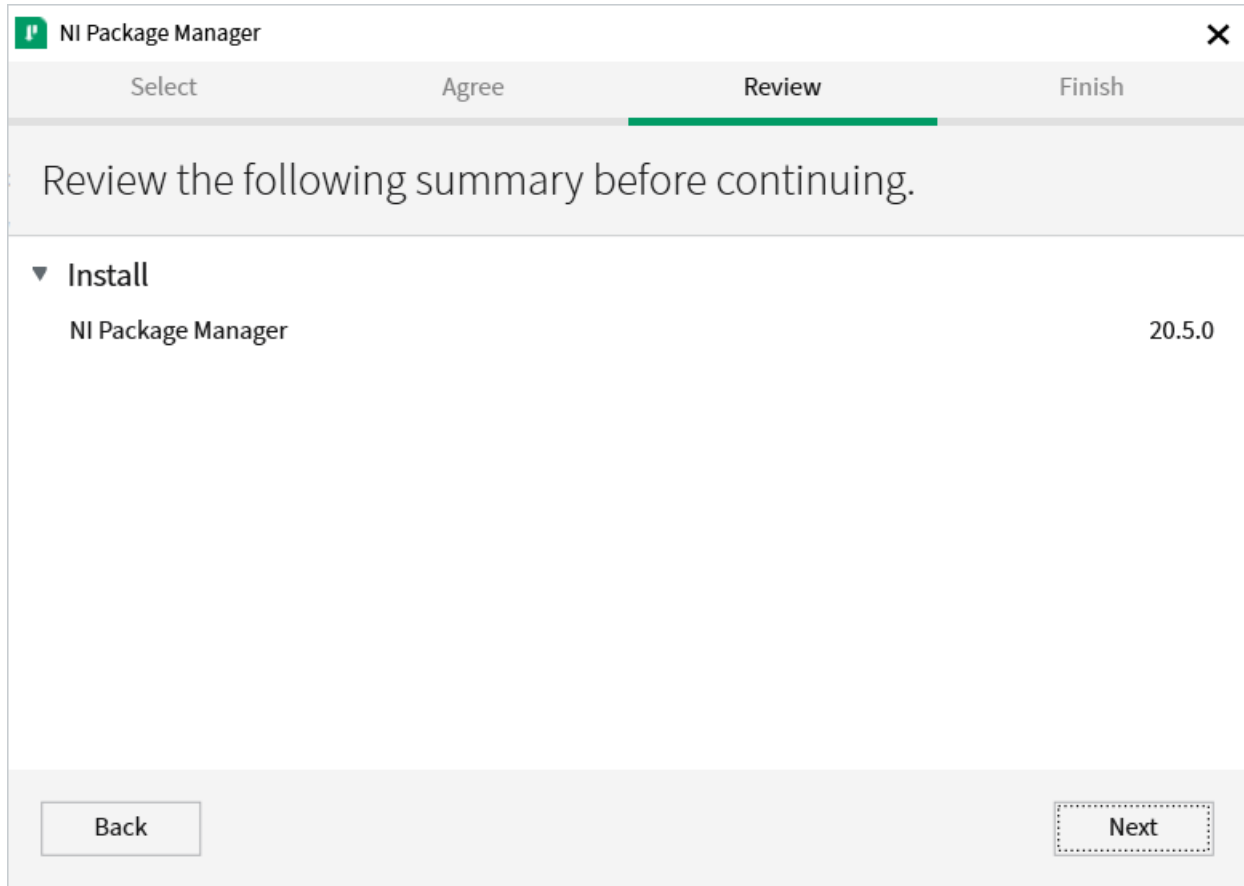 NI Package Manager
Select Agree Review Finish
Review the following summary before continuing.
Install
NI Package Manager 20.5.0
Back Next